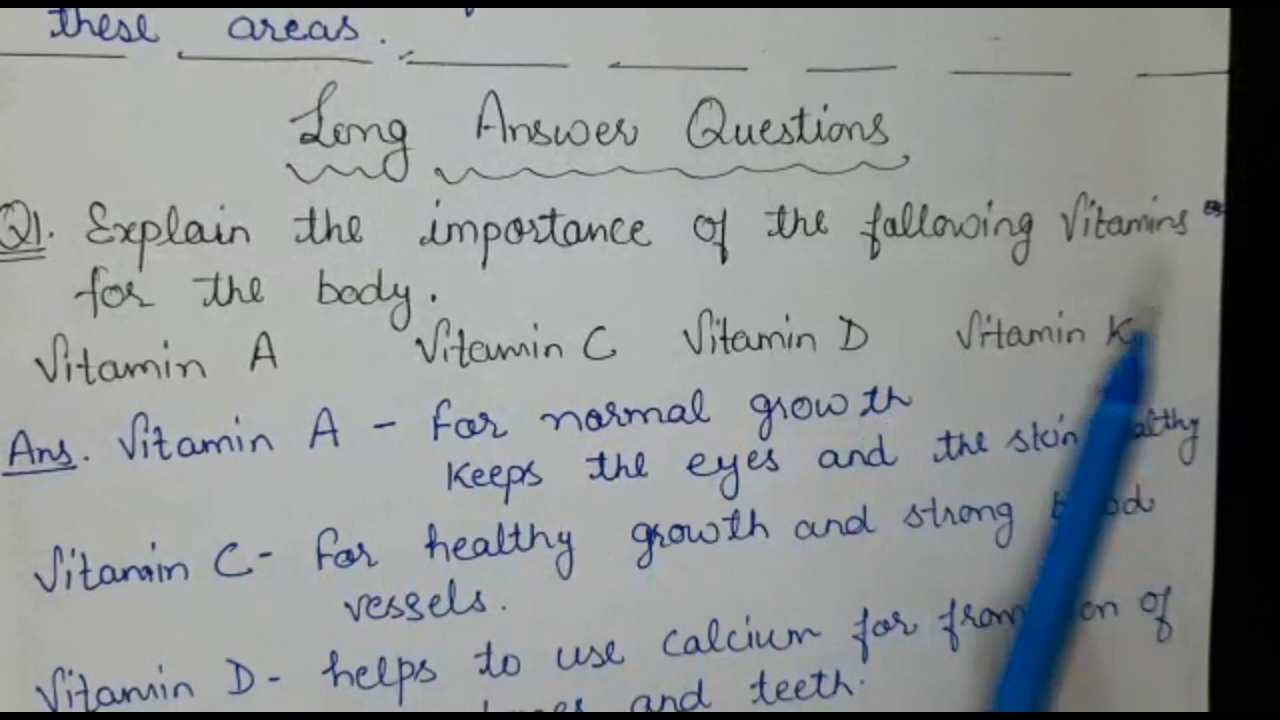 these areas.
Long Answer Questions
Q1. Explain the importance of the following Vitamins
for the body.
Vitamin A Vitamin C Vitamin D Vitamin K
Ans. Vitamin A - For normal growth
Keeps the eyes and the skin
Vitamin C - For healthy growth and strong
vessels.
Vitamin D - helps to use calcium for of
and teeth.